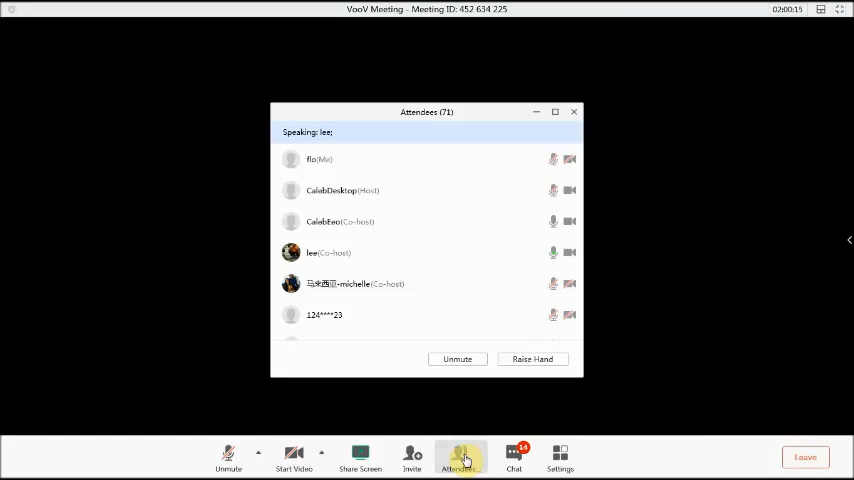 VooV Meeting - Meeting ID: 452 634 225
02:00:15
Attendees (71)
Speaking: lee;
flo(Me)
CalebDesktop(Host)
CalebEeo(Co-host)
lee(Co-host)
马来西亚-michelle(Co-host)
124****23
Unmute
Raise Hand
Unmute
Start Video
Share Screen
Invite
Attendees...
14
Chat
Settings
Leave